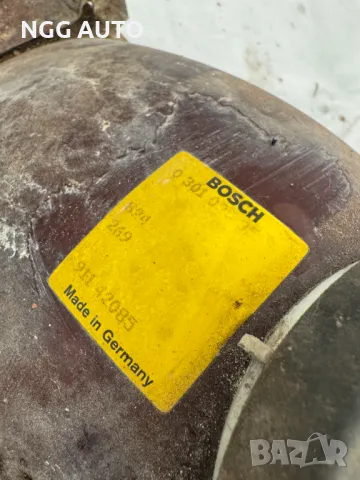 NGG AUTO
BOSCH
0 301
694
269
911 42085
Made in Germany
BAZAR